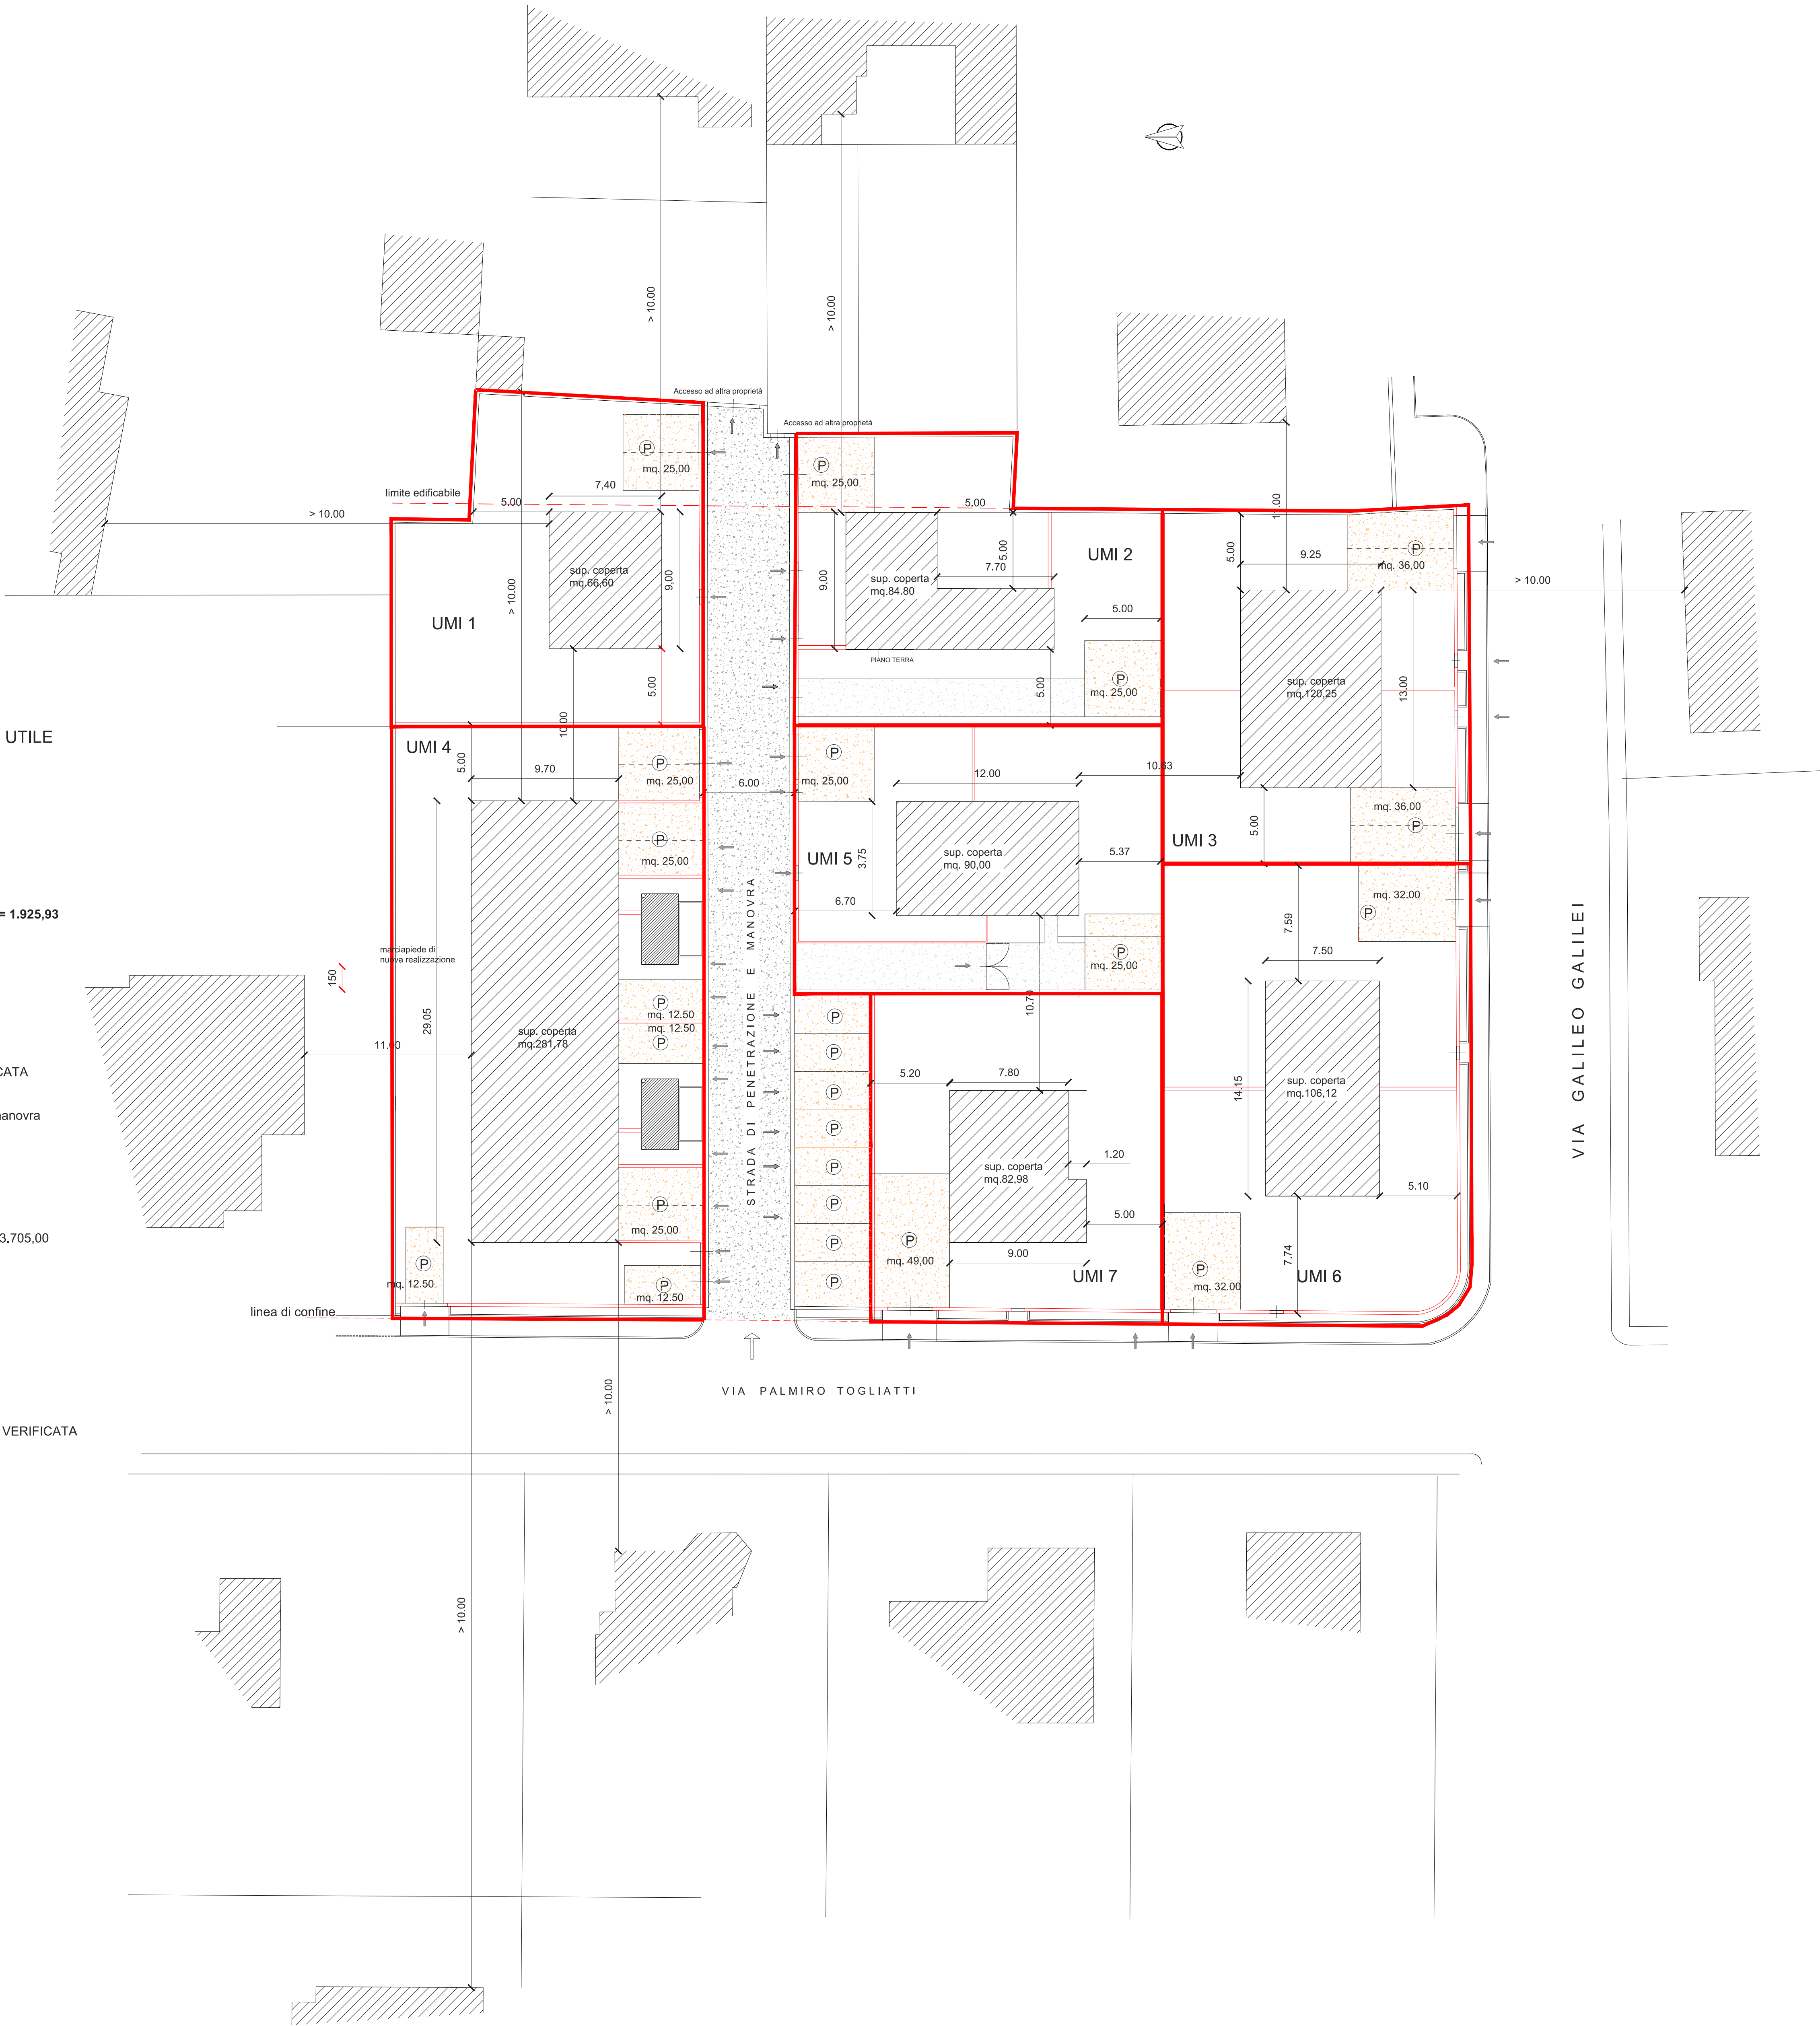 > 10.00
> 10.00
Accesso ad altra proprietà
Accesso ad altra proprietà
P
mq. 25,00
P
mq. 25,00
limite edificabile
7,40
5.00
5.00
> 10.00
11.00
> 10.00
sup. coperta
mq.66,60
9,00
UMI 1
5.00
10.00
9,00
sup. coperta
mq.84.80
7.70
5.00
UMI 2
5.00
PIANO TERRA
5.00
P
mq. 25,00
5.00
9.25
P
mq. 36,00
> 10.00
sup. coperta
mq.120,25
13.00
mq. 36,00
P
5.00
UMI 3
UTILE
UMI 4
5.00
9.70
P
mq. 25,00
6.00
P
mq. 25,00
P
mq. 25,00
12.00
10.63
UMI 5
3.75
sup. coperta
mq. 90,00
5.37
6.70
P
mq. 25,00
10.70
= 1.925,93
marciapiede di
nuova realizzazione
150
29.05
11.00
sup. coperta
mq.281,78
P
mq. 12.50
mq. 12.50
P
P
mq. 25,00
P
mq. 12.50
P
mq. 12.50
STRADA DI PENETRAZIONE E MANOVRA
P
P
P
P
P
P
P
P
5.20
7.80
sup. coperta
mq.82,98
1.20
5.00
9.00
P
mq. 49,00
UMI 7
mq. 32.00
P
7.59
7.50
14.15
sup. coperta
mq.106,12
5.10
7.74
P
mq. 32.00
UMI 6
VIA GALILEO GALILEI
CATA
manovra
3.705,00
linea di confine
VIA PALMIRO TOGLIATTI
> 10.00
VERIFICATA
> 10.00